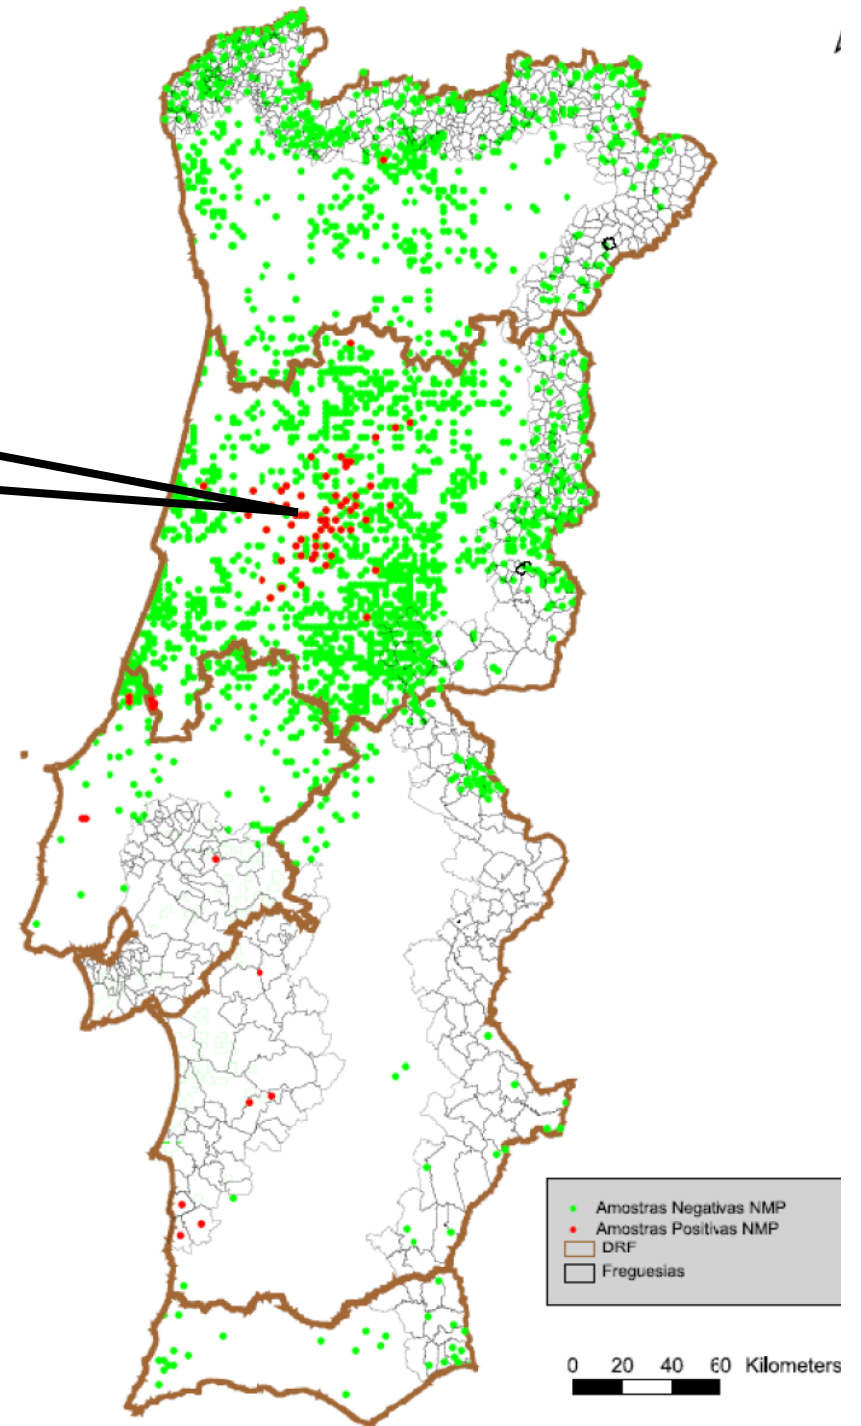 Amostras Negativas NMP
Amostras Positivas NMP
DRF
Freguesias
0 20 40 60 Kilometers